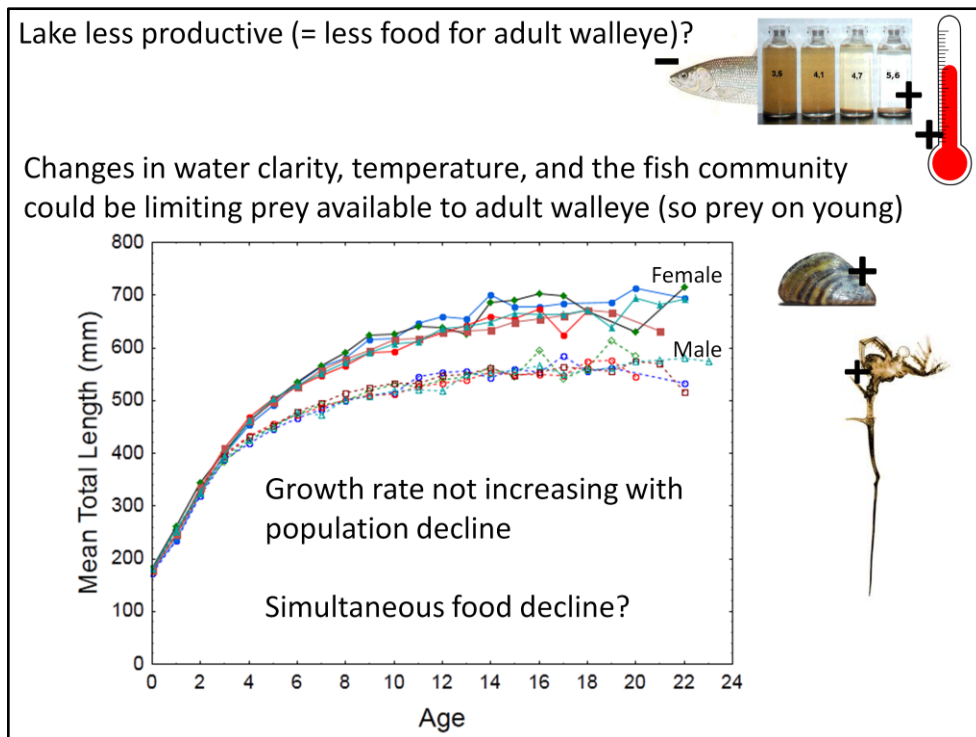 Lake less productive (= less food for adult walleye)?
−
3,5
4,1
4,7
5,6
+
+
Changes in water clarity, temperature, and the fish community
could be limiting prey available to adult walleye (so prey on young)
800
700
600
500
400
300
200
100
0
Mean Total Length (mm)
Female
Male
+
+
Growth rate not increasing with
population decline
Simultaneous food decline?
0 2 4 6 8 10 12 14 16 18 20 22 24
Age